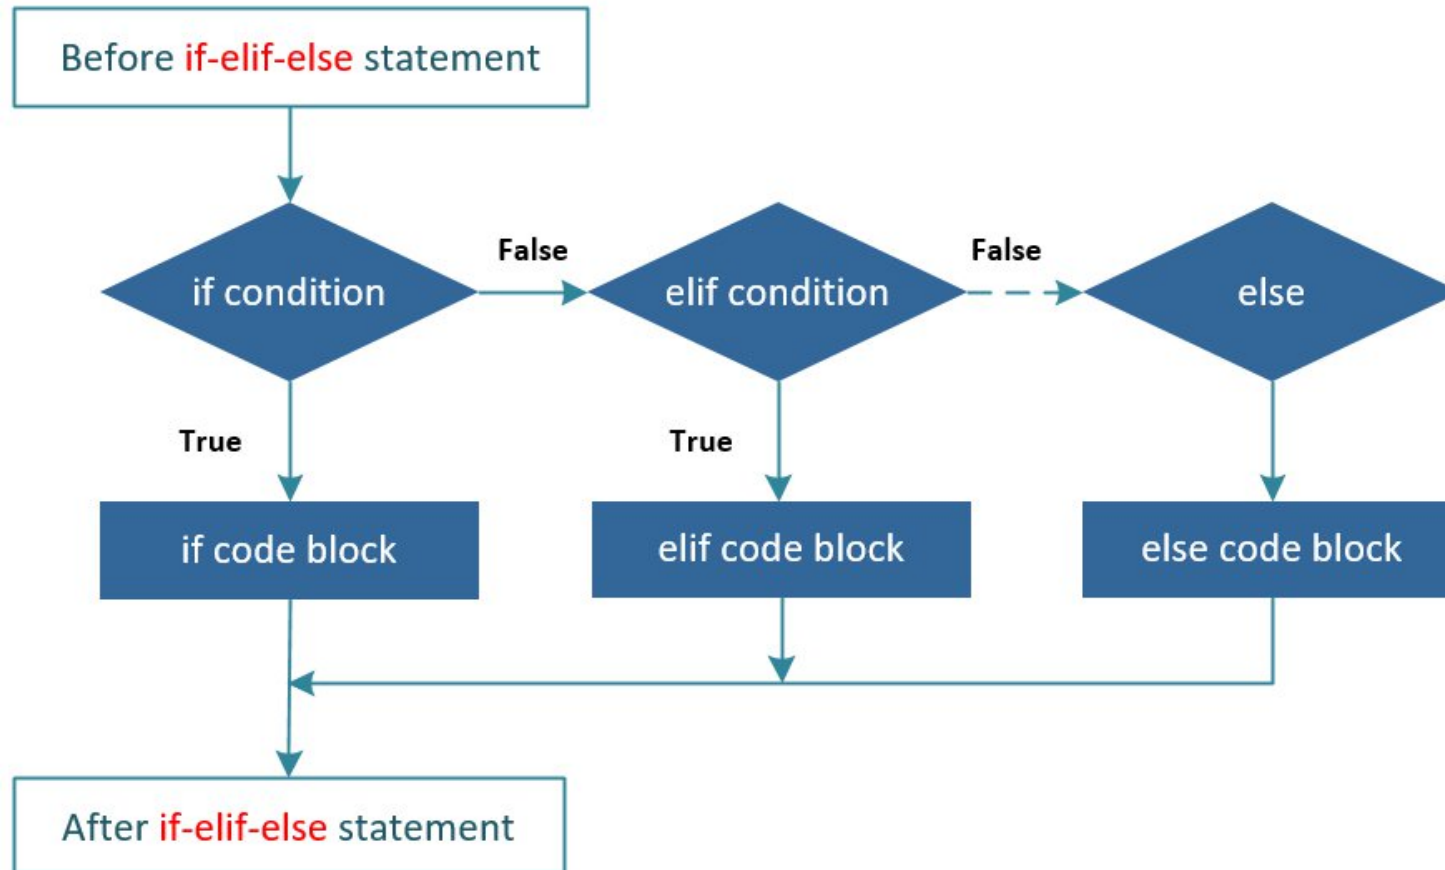 Before if-elif-else statement
False
False
if condition
elif condition
else
True
True
if code block
elif code block
else code block
After if-elif-else statement